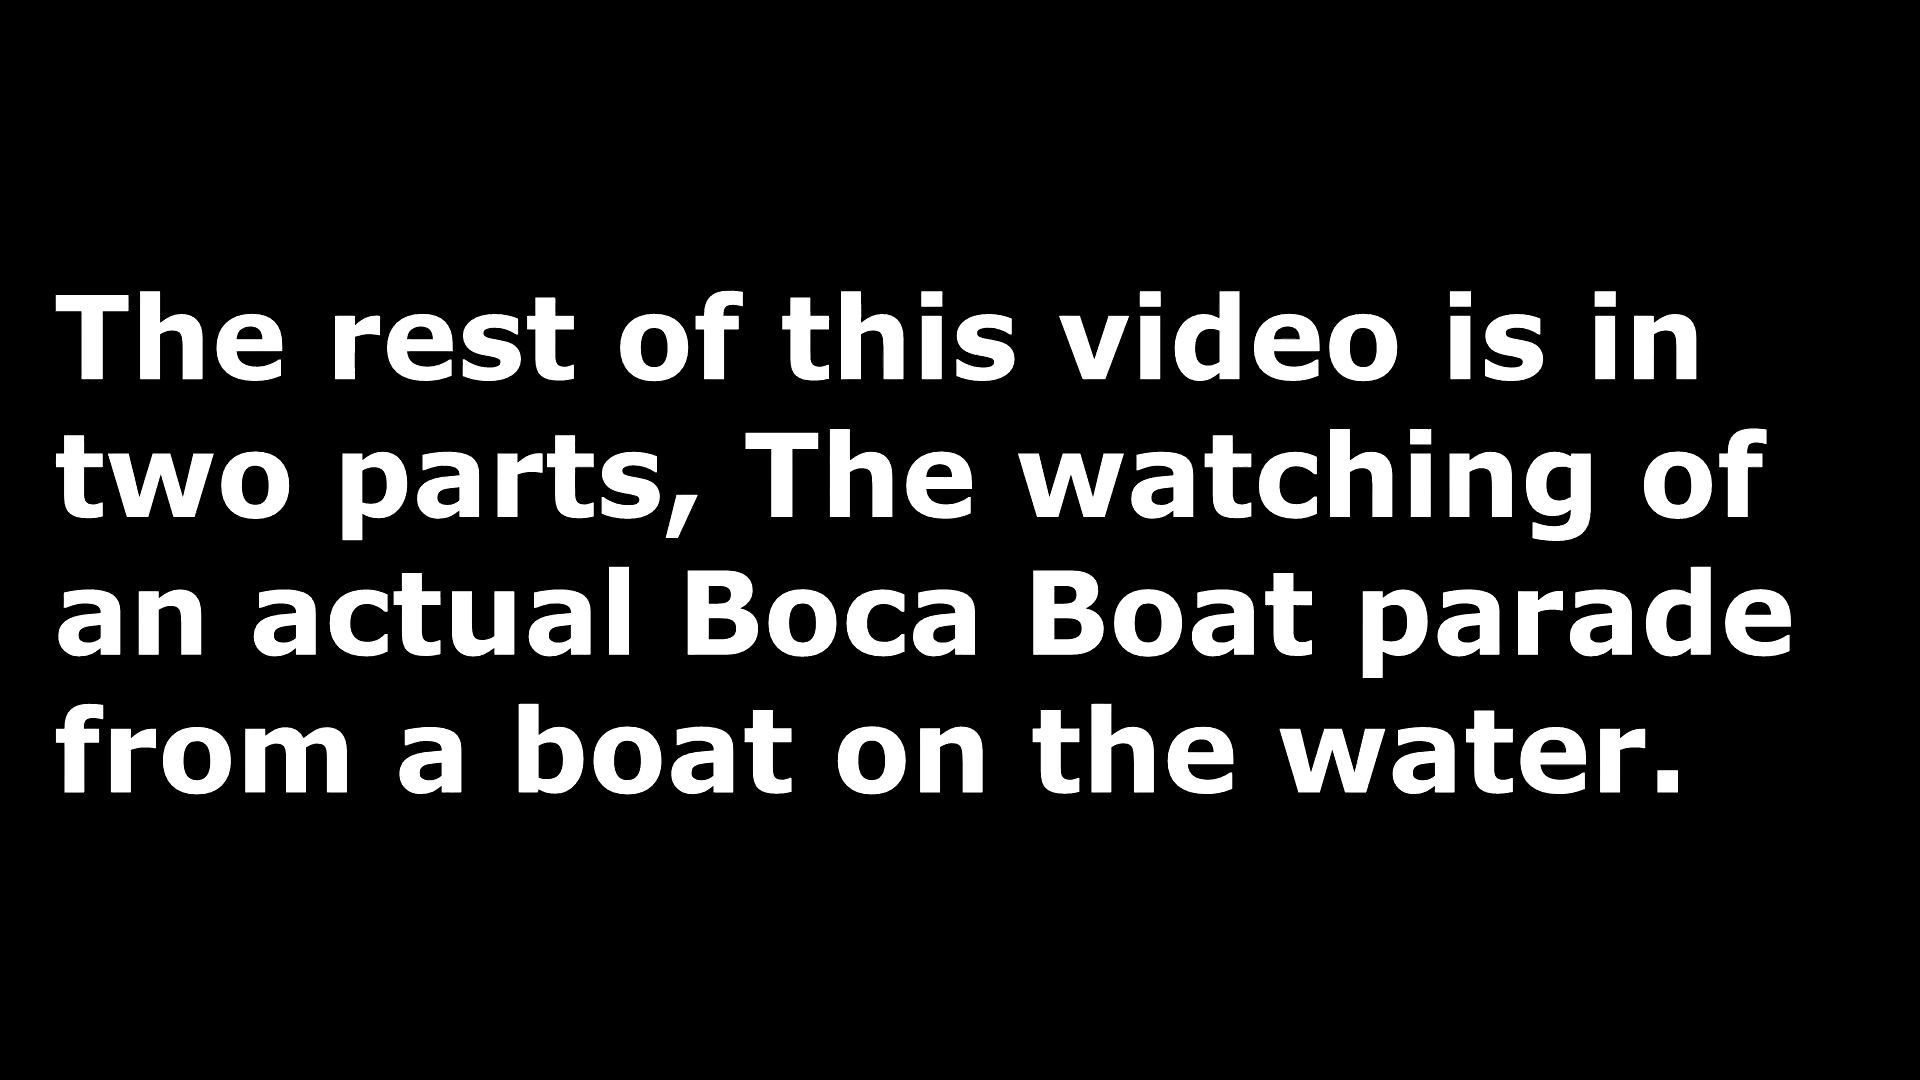 The rest of this video is in
two parts, The watching of
an actual Boca Boat parade
from a boat on the water.